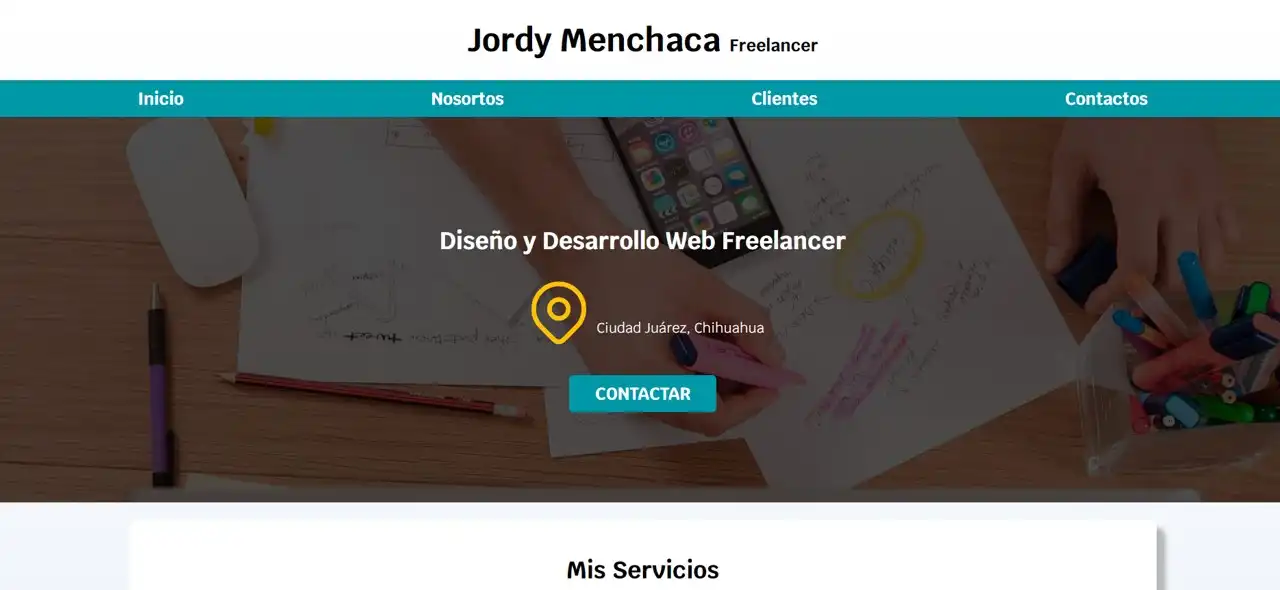 Jordy Menchaca Freelancer
Inicio Nosortos Clientes Contactos
Diseño y Desarrollo Web Freelancer
Ciudad Juárez, Chihuahua
CONTACTAR
Mis Servicios